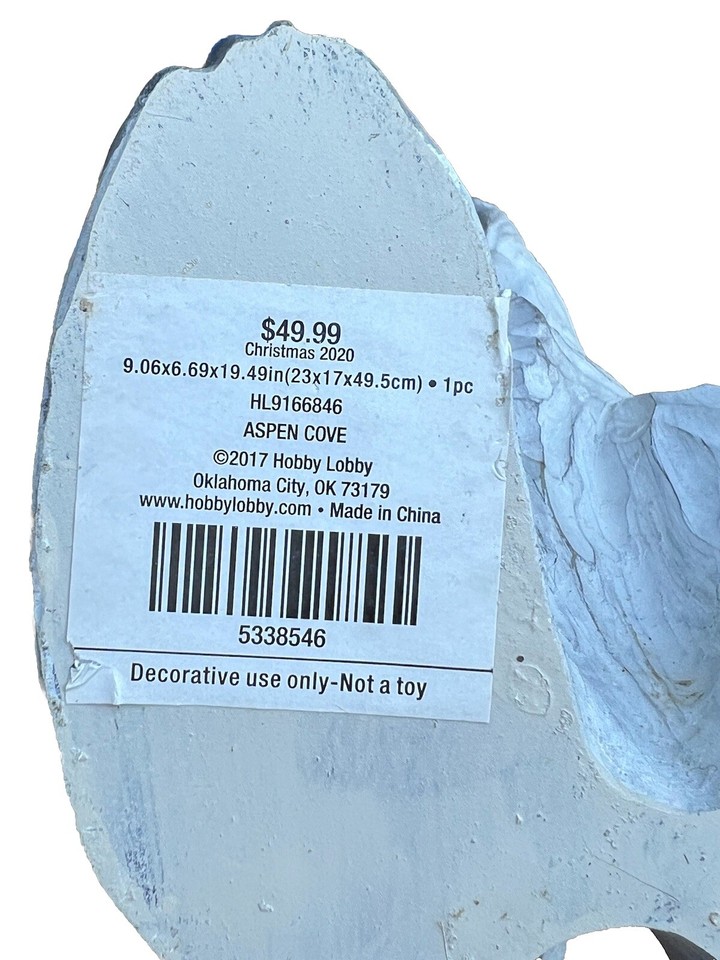 $49.99
Christmas 2020
9.06x6.69x19.49in(23x17x49.5cm) • 1pc
HL9166846
ASPEN COVE
©2017 Hobby Lobby
Oklahoma City, OK 73179
www.hobbylobby.com • Made in China
5338546
Decorative use only-Not a toy